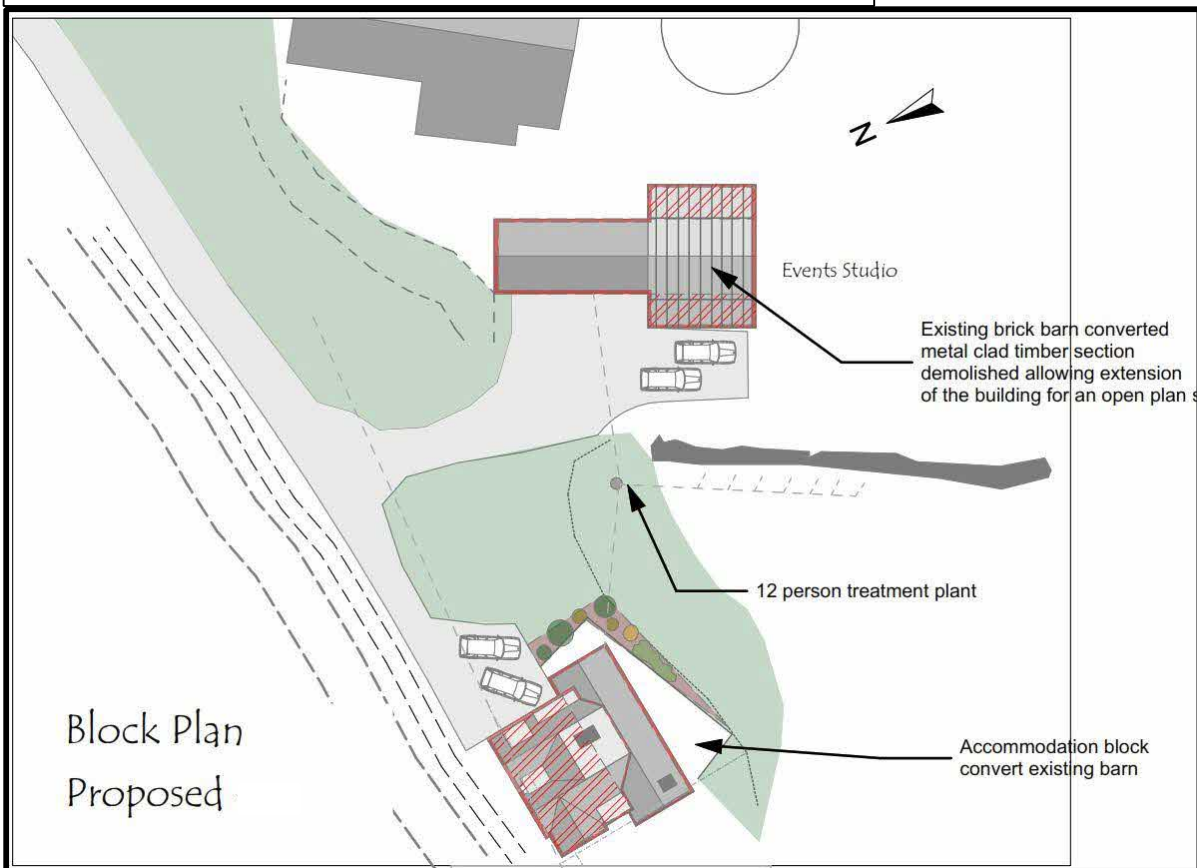 N
Events Studio
Existing brick barn converted
metal clad timber section
demolished allowing extension
of the building for an open plan s
12 person treatment plant
Accommodation block
convert existing barn
Block Plan
Proposed